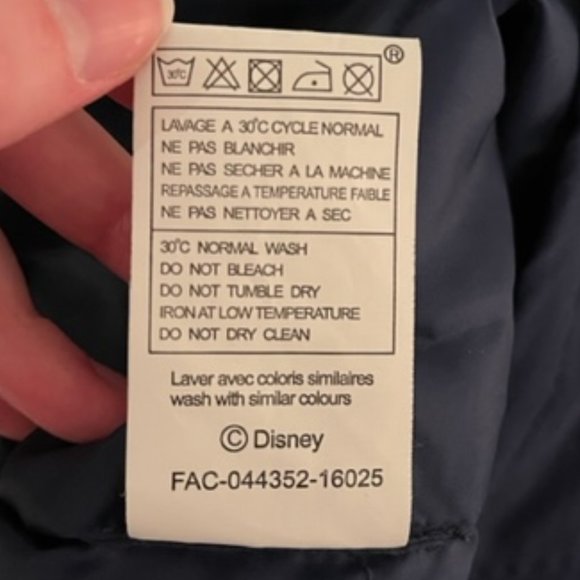 30°C
®
LAVAGE A 30°C CYCLE NORMAL
NE PAS BLANCHIR
NE PAS SECHER A LA MACHINE
REPASSAGE A TEMPERATURE FAIBLE
NE PAS NETTOYER A SEC
30°C NORMAL WASH
DO NOT BLEACH
DO NOT TUMBLE DRY
IRON AT LOW TEMPERATURE
DO NOT DRY CLEAN
Laver avec coloris similaires
wash with similar colours
© Disney
FAC-044352-16025